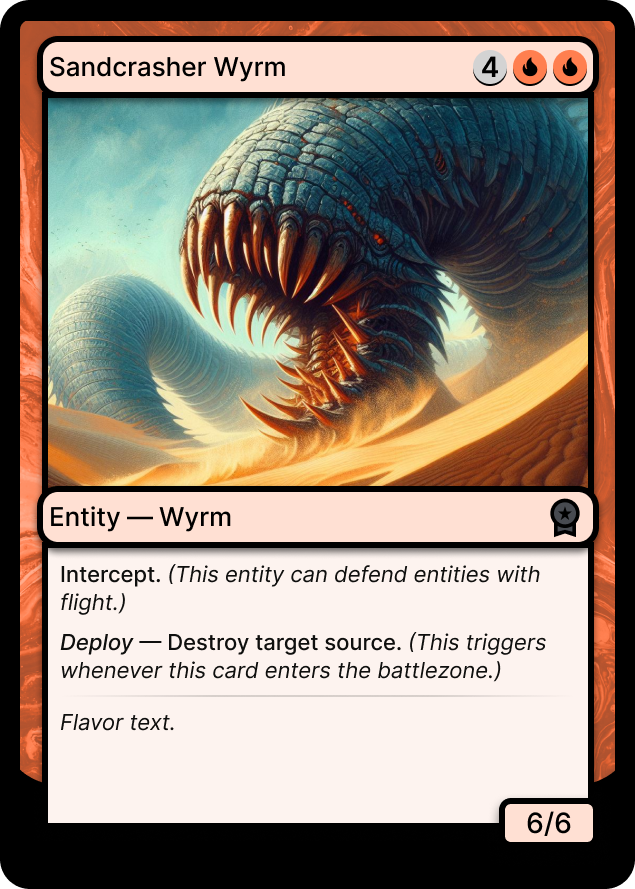 Sandcrasher Wyrm 4
Entity — Wyrm
Intercept. (This entity can defend entities with
flight.)
Deploy — Destroy target source. (This triggers
whenever this card enters the battlezone.)
Flavor text.
6/6